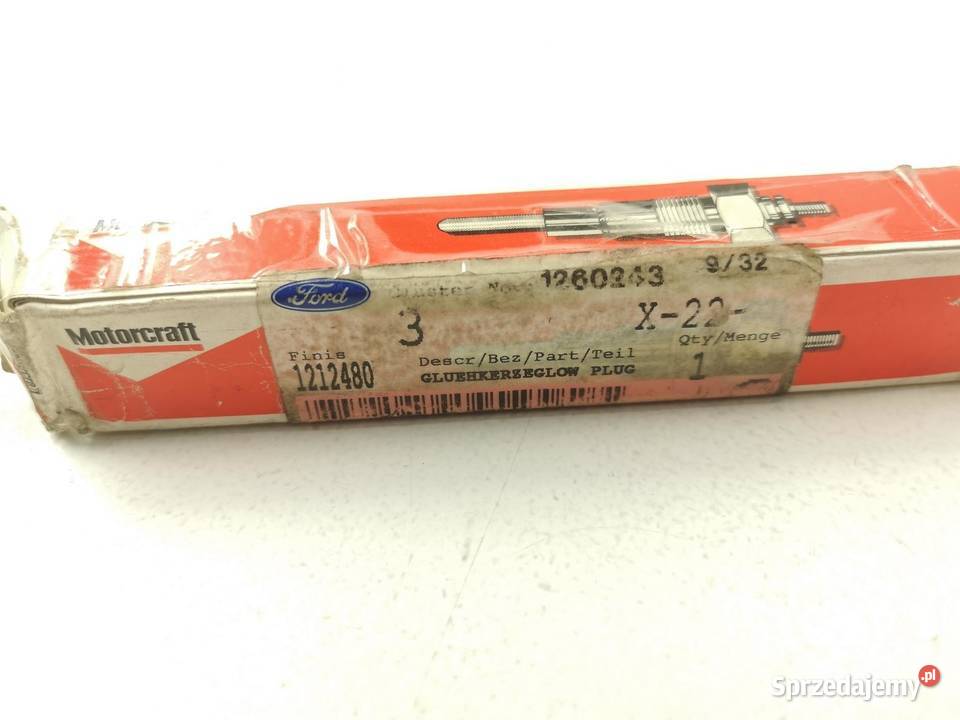 Motorcraft
Ford
1260243
9/32
3
X-22-
Finis
Descr/Bez/Part/Teil
Qty/Menge
1212480
GLUEHKERZEGLOW PLUG
1
Sprzedajemy.pl